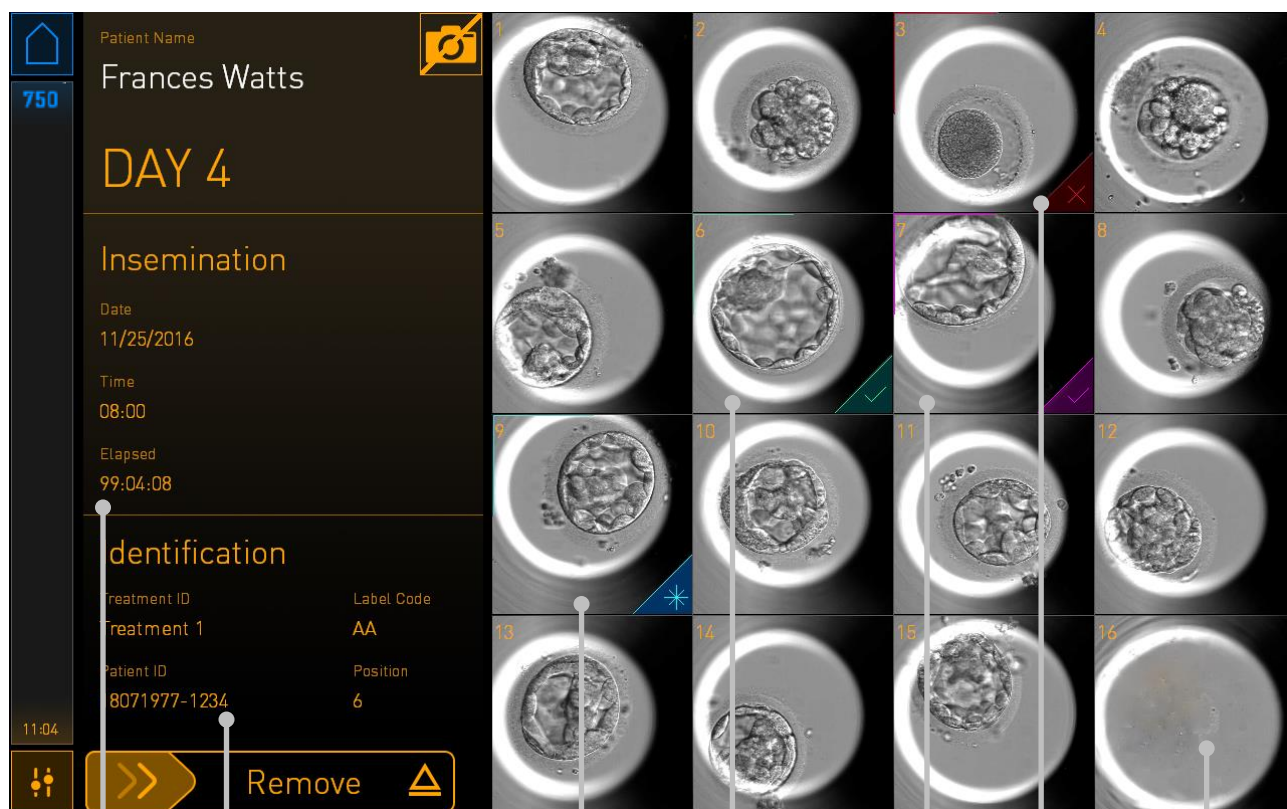 750
11:04
Patient Name
Frances Watts
DAY 4
Insemination
Date
11/25/2016
Time
08:00
Elapsed
99:04:08
dentification
Treatment ID Label Code
Treatment 1 AA
Patient ID Position
8071977-1234 6
Remove
1 2 3 4
5 6 7 8
9 10 11 12
13 14 15 16